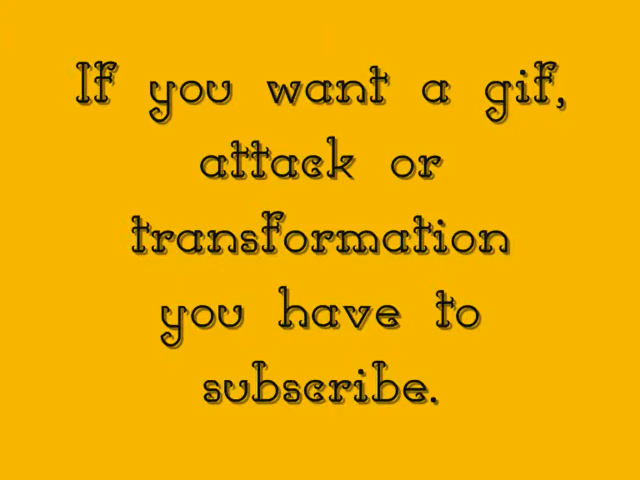 If you want a gif,
attack or
transformation
you have to
subscribe.